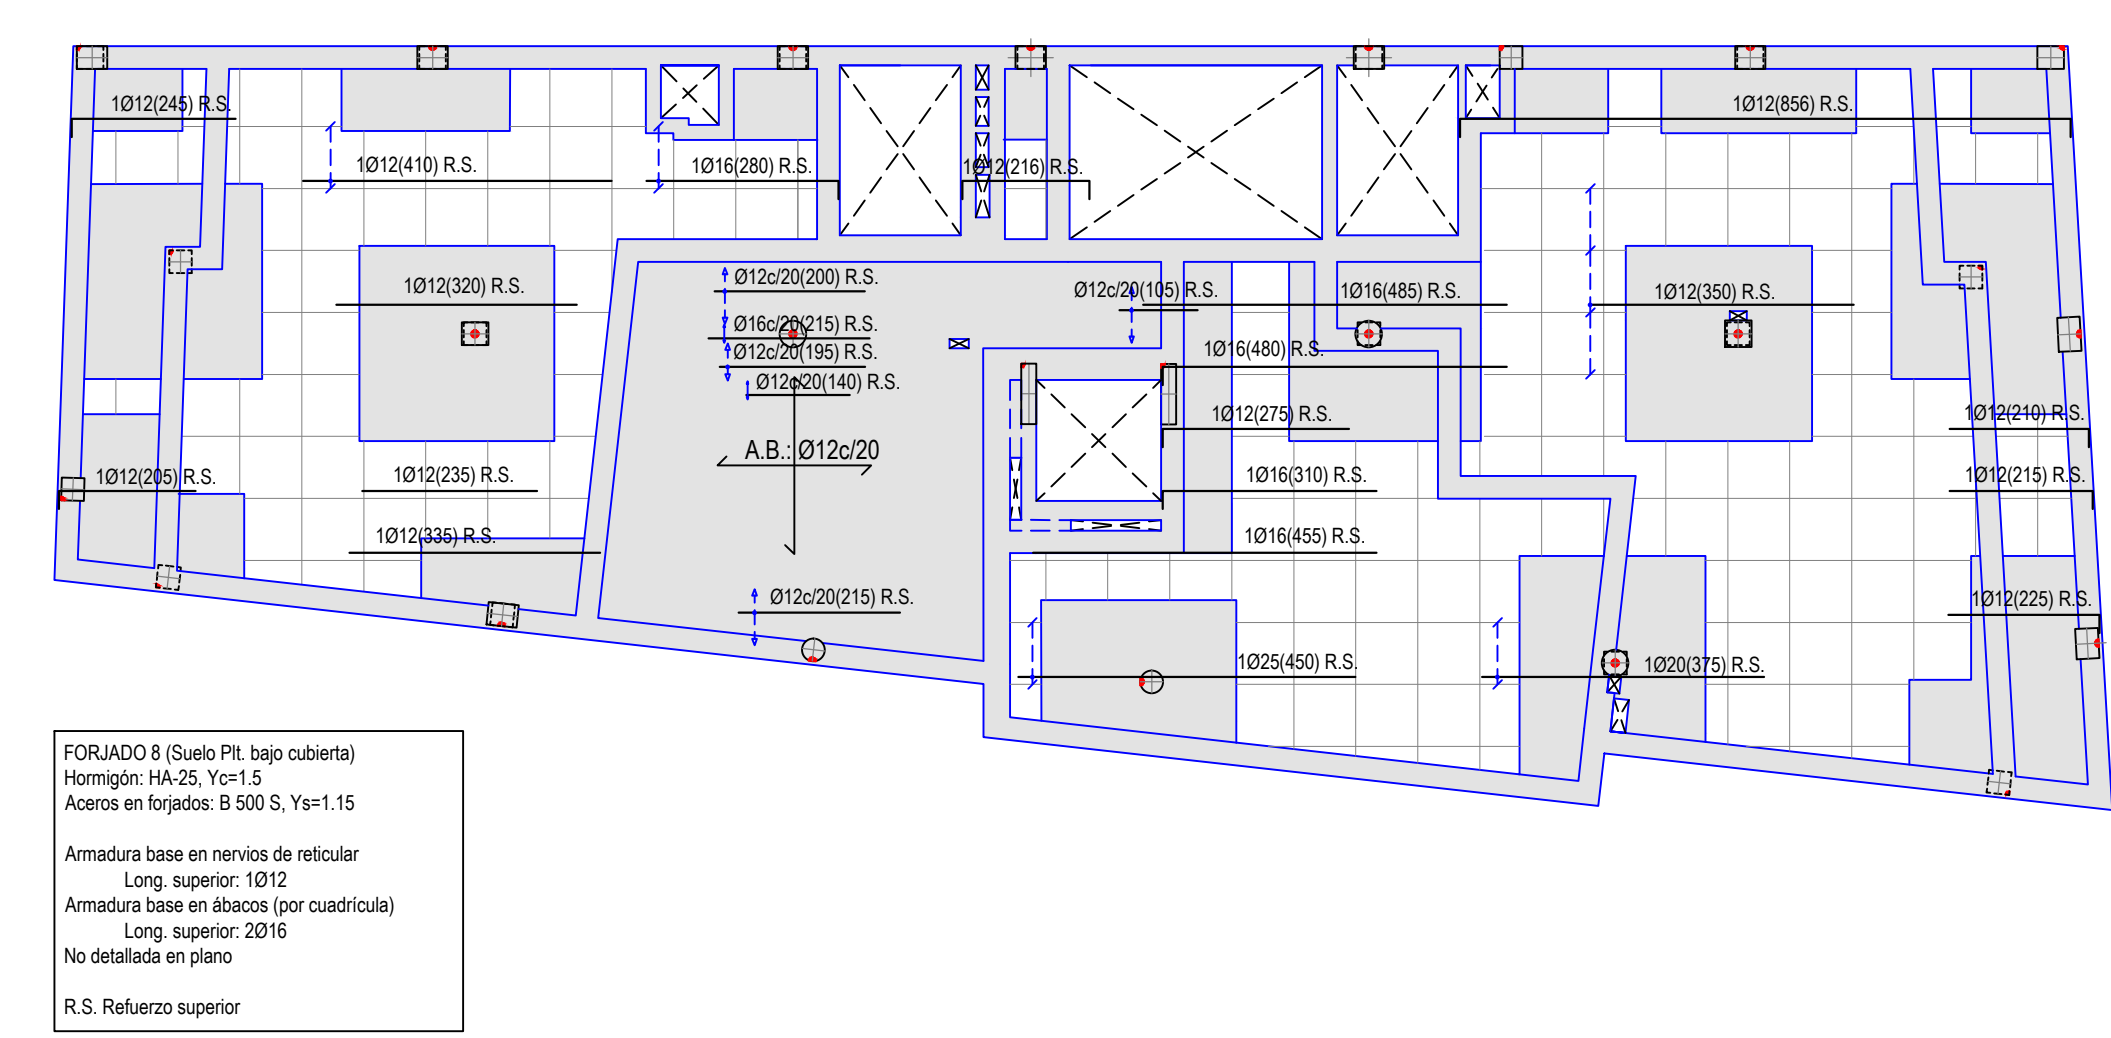 1Ø12(245) R.S.
1Ø12(856) R.S.
1Ø12(410) R.S.
1Ø16(280) R.S.
1Ø12(216) R.S.
1Ø12(320) R.S.
Ø12c/20(200) R.S.
Ø12c/20(105) R.S.
1Ø16(485) R.S.
1Ø12(350) R.S.
Ø16c/20(215) R.S.
Ø12c/20(195) R.S.
1Ø16(480) R.S.
Ø12c/20(140) R.S.
1Ø12(275) R.S.
1Ø12(210) R.S.
A.B.: Ø12c/20
1Ø12(205) R.S.
1Ø12(235) R.S.
1Ø16(310) R.S.
1Ø12(215) R.S.
1Ø12(335) R.S.
1Ø16(455) R.S.
Ø12c/20(215) R.S.
1Ø12(225) R.S.
1Ø25(450) R.S.
1Ø20(375) R.S.
FORJADO 8 (Suelo Plt. bajo cubierta)
Hormigón: HA-25, Yc=1.5
Aceros en forjados: B 500 S, Ys=1.15
Armadura base en nervios de reticular
Long. superior: 1Ø12
Armadura base en ábacos (por cuadrícula)
Long. superior: 2Ø16
No detallada en plano
R.S. Refuerzo superior